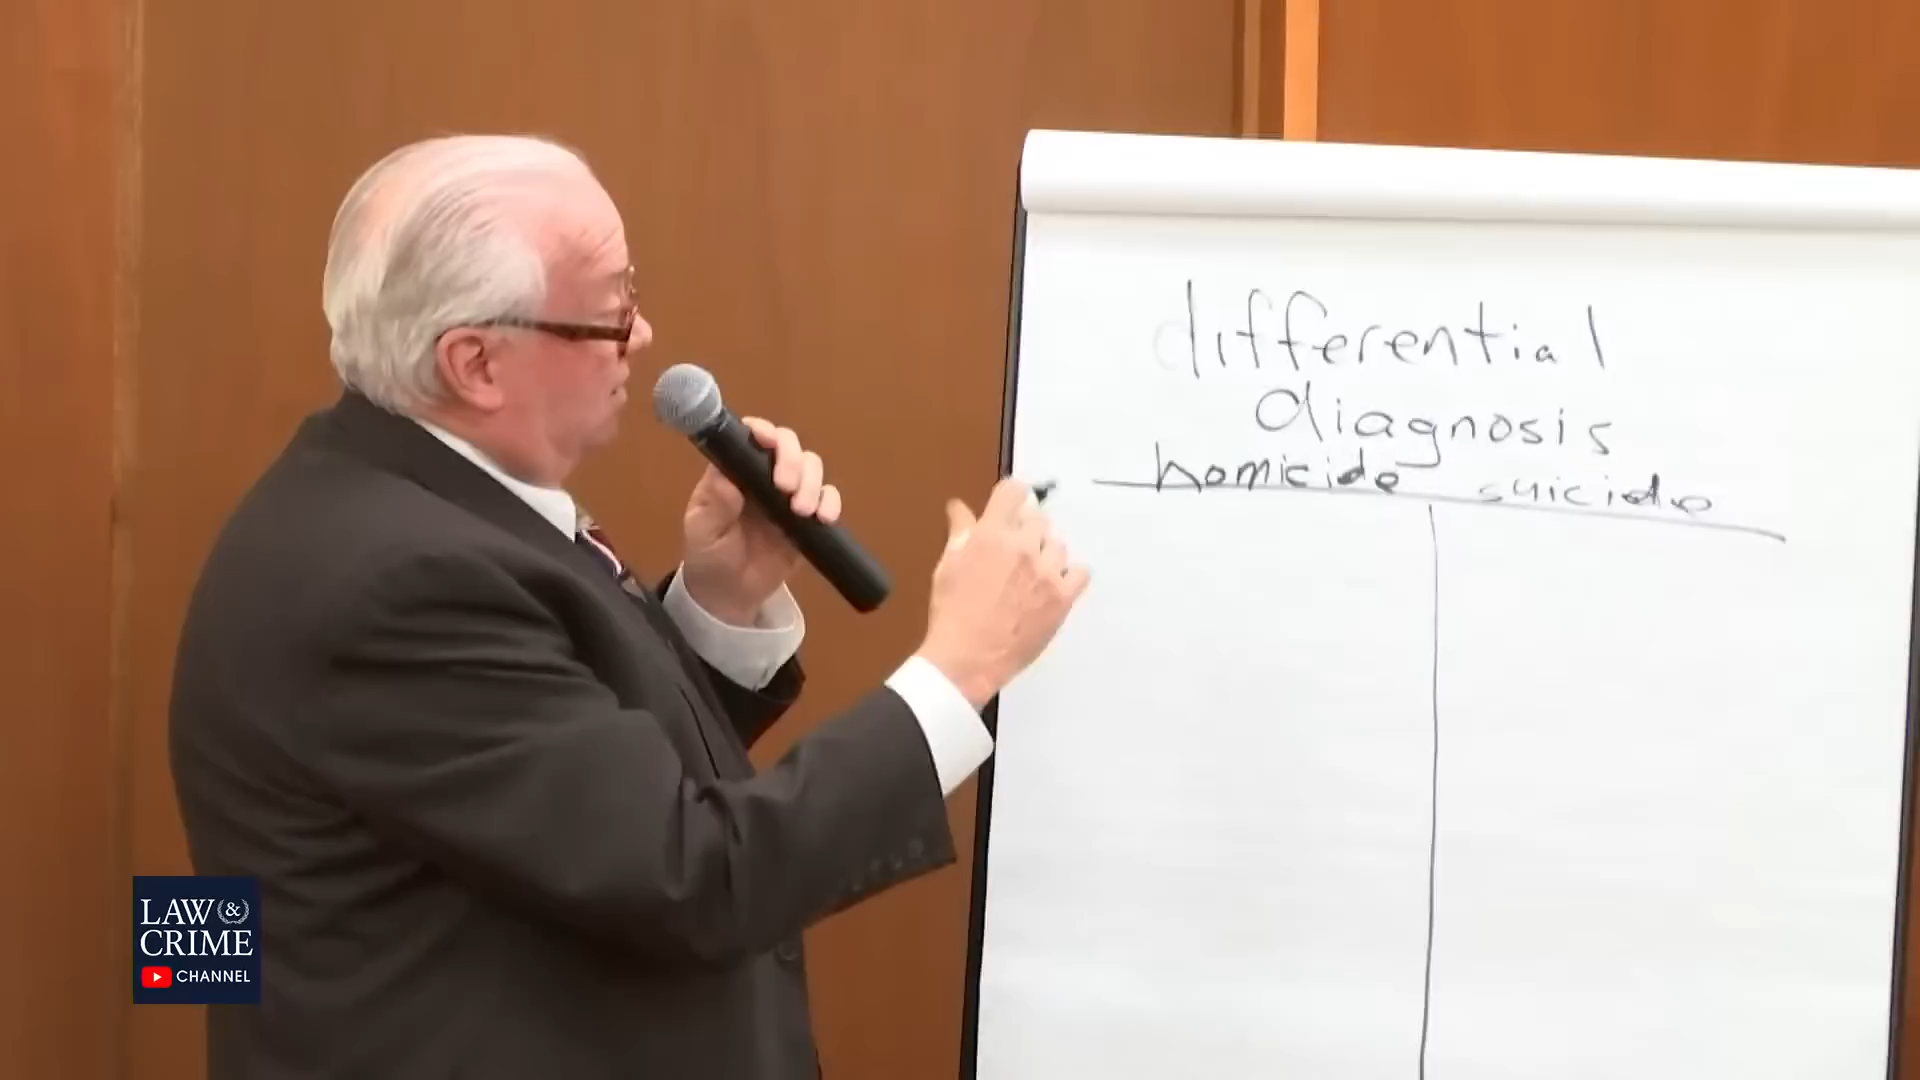 differential
diagnosis
homicide suicide
LAW &
CRIME
CHANNEL